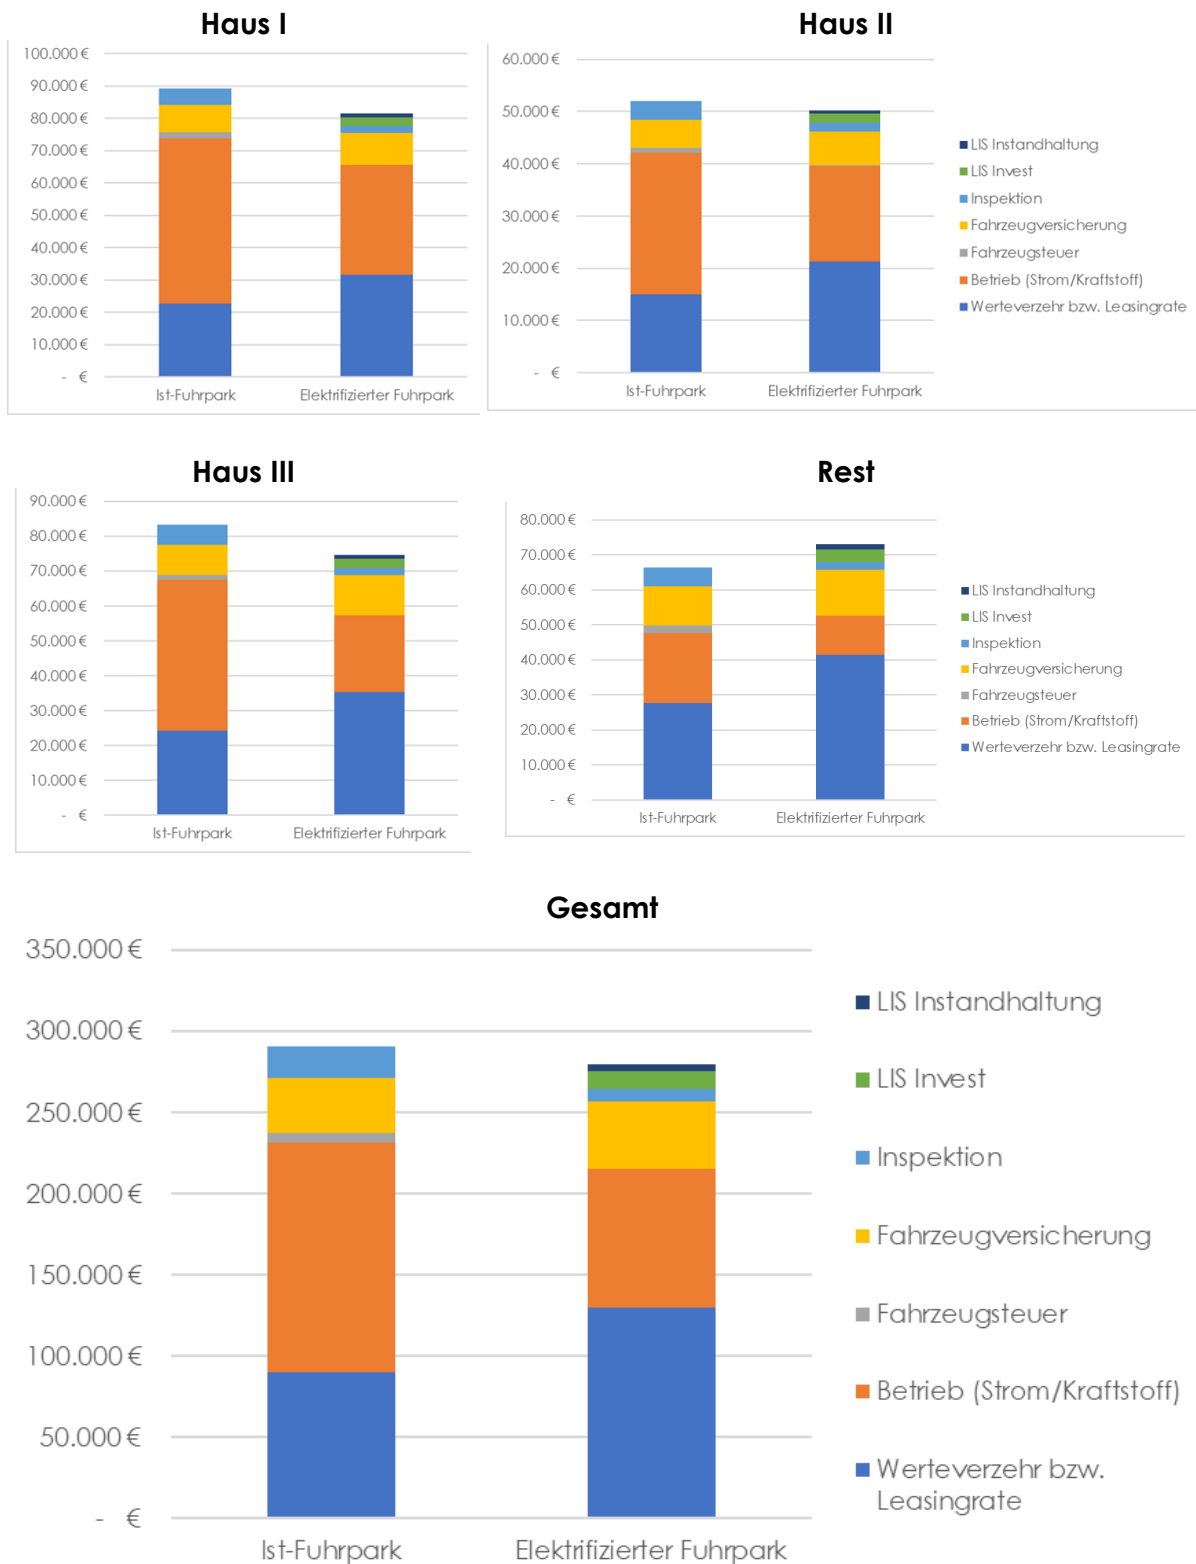 Haus I
100.000 €
90.000 €
80.000 €
70.000 €
60.000 €
50.000 €
40.000 €
30.000 €
20.000 €
10.000 €
- €
Ist-Fuhrpark
Elektrifizierter Fuhrpark
Haus II
60.000 €
50.000 €
40.000 €
30.000 €
20.000 €
10.000 €
- €
Ist-Fuhrpark
Elektrifizierter Fuhrpark
LIS Instandhaltung
LIS Invest
Inspektion
Fahrzeugversicherung
Fahrzeugsteuer
Betrieb (Strom/Kraftstoff)
Werteverzehr bzw. Leasingrate
Haus III
90.000 €
80.000 €
70.000 €
60.000 €
50.000 €
40.000 €
30.000 €
20.000 €
10.000 €
- €
Ist-Fuhrpark
Elektrifizierter Fuhrpark
Rest
80.000 €
70.000 €
60.000 €
50.000 €
40.000 €
30.000 €
20.000 €
10.000 €
- €
Ist-Fuhrpark
Elektrifizierter Fuhrpark
LIS Instandhaltung
LIS Invest
Inspektion
Fahrzeugversicherung
Fahrzeugsteuer
Betrieb (Strom/Kraftstoff)
Werteverzehr bzw. Leasingrate
Gesamt
350.000 €
300.000 €
250.000 €
200.000 €
150.000 €
100.000 €
50.000 €
- €
Ist-Fuhrpark
Elektrifizierter Fuhrpark
LIS Instandhaltung
LIS Invest
Inspektion
Fahrzeugversicherung
Fahrzeugsteuer
Betrieb (Strom/Kraftstoff)
Werteverzehr bzw.
Leasingrate